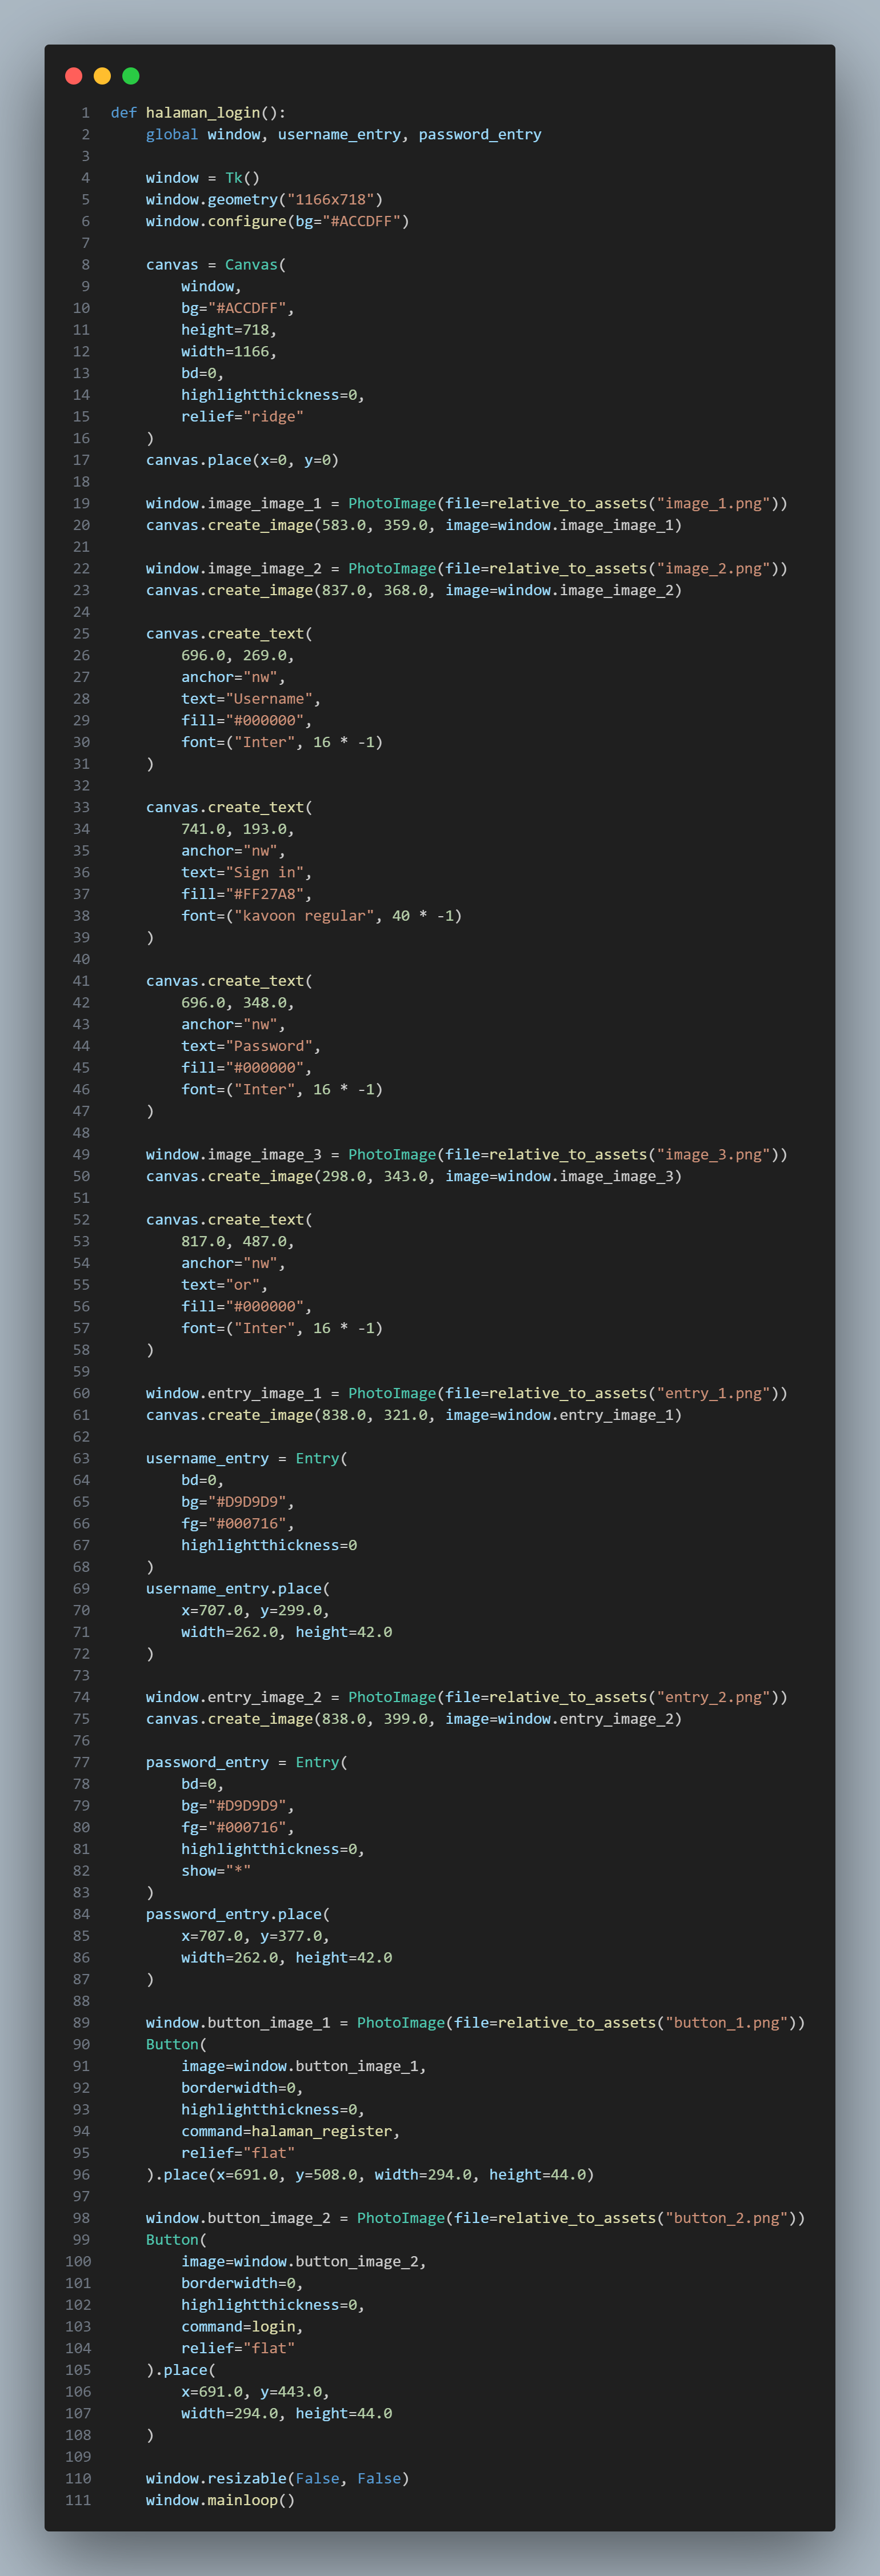 1 def halaman_login():
2     global window, username_entry, password_entry
3
4     window = Tk()
5     window.geometry("1166x718")
6     window.configure(bg="#ACCDFF")
7
8     canvas = Canvas(
9         window,
10         bg="#ACCDFF",
11         height=718,
12         width=1166,
13         bd=0,
14         highlightthickness=0,
15         relief="ridge"
16     )
17     canvas.place(x=0, y=0)
18
19     window.image_image_1 = PhotoImage(file=relative_to_assets("image_1.png"))
20     canvas.create_image(583.0, 359.0, image=window.image_image_1)
21
22     window.image_image_2 = PhotoImage(file=relative_to_assets("image_2.png"))
23     canvas.create_image(837.0, 368.0, image=window.image_image_2)
24
25     canvas.create_text(
26         696.0, 269.0,
27         anchor="nw",
28         text="Username",
29         fill="#000000",
30         font=("Inter", 16 * -1)
31     )
32
33     canvas.create_text(
34         741.0, 193.0,
35         anchor="nw",
36         text="Sign in",
37         fill="#FF27A8",
38         font=("kavoon regular", 40 * -1)
39     )
40
41     canvas.create_text(
42         696.0, 348.0,
43         anchor="nw",
44         text="Password",
45         fill="#000000",
46         font=("Inter", 16 * -1)
47     )
48
49     window.image_image_3 = PhotoImage(file=relative_to_assets("image_3.png"))
50     canvas.create_image(298.0, 343.0, image=window.image_image_3)
51
52     canvas.create_text(
53         817.0, 487.0,
54         anchor="nw",
55         text="or",
56         fill="#000000",
57         font=("Inter", 16 * -1)
58     )
59
60     window.entry_image_1 = PhotoImage(file=relative_to_assets("entry_1.png"))
61     canvas.create_image(838.0, 321.0, image=window.entry_image_1)
62
63     username_entry = Entry(
64         bd=0,
65         bg="#D9D9D9",
66         fg="#000716",
67         highlightthickness=0
68     )
69     username_entry.place(
70         x=707.0, y=299.0,
71         width=262.0, height=42.0
72     )
73
74     window.entry_image_2 = PhotoImage(file=relative_to_assets("entry_2.png"))
75     canvas.create_image(838.0, 399.0, image=window.entry_image_2)
76
77     password_entry = Entry(
78         bd=0,
79         bg="#D9D9D9",
80         fg="#000716",
81         highlightthickness=0,
82         show="*"
83     )
84     password_entry.place(
85         x=707.0, y=377.0,
86         width=262.0, height=42.0
87     )
88
89     window.button_image_1 = PhotoImage(file=relative_to_assets("button_1.png"))
90     Button(
91         image=window.button_image_1,
92         borderwidth=0,
93         highlightthickness=0,
94         command=halaman_register,
95         relief="flat"
96     ).place(x=691.0, y=508.0, width=294.0, height=44.0)
97
98     window.button_image_2 = PhotoImage(file=relative_to_assets("button_2.png"))
99     Button(
100         image=window.button_image_2,
101         borderwidth=0,
102         highlightthickness=0,
103         command=login,
104         relief="flat"
105     ).place(
106         x=691.0, y=443.0,
107         width=294.0, height=44.0
108     )
109
110     window.resizable(False, False)
111     window.mainloop()